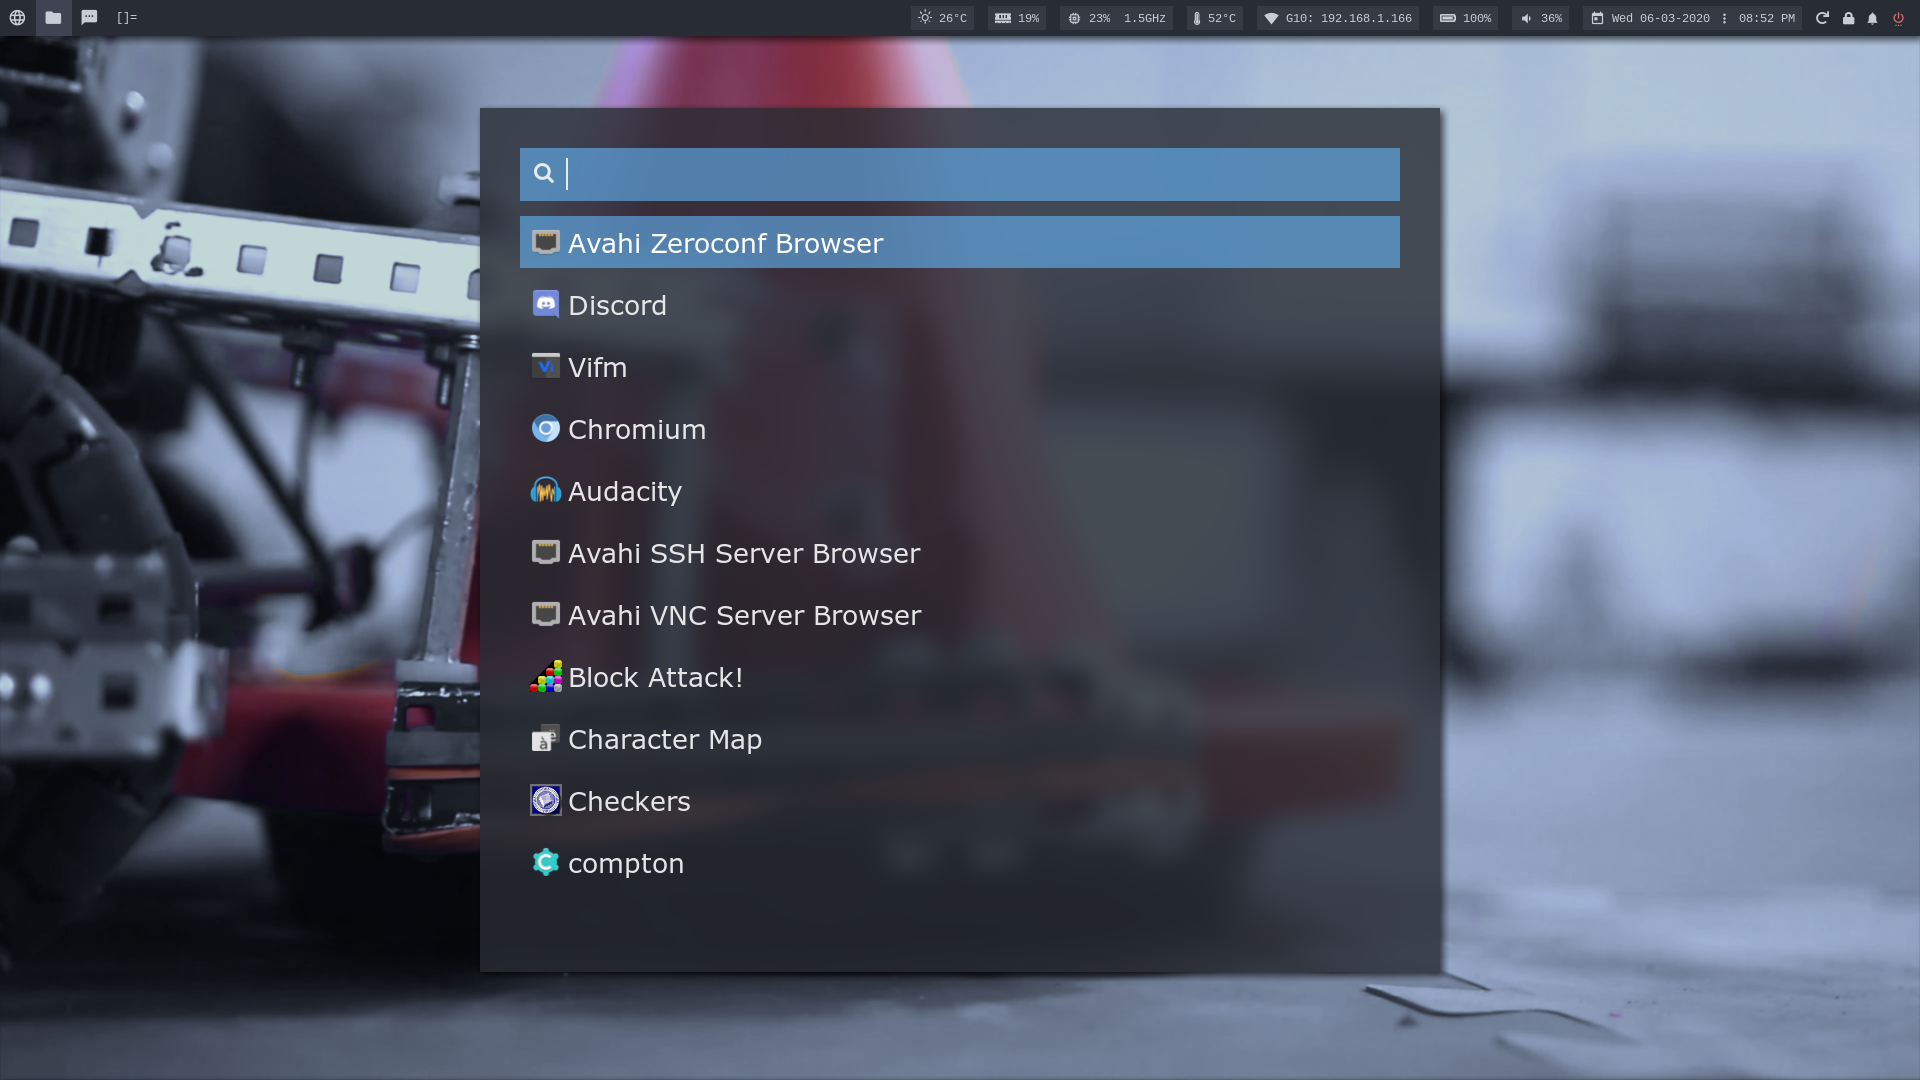 []= 26°C 19% 23% 1.5GHz 52°C G10: 192.168.1.166 100% 36% Wed 06-03-2020 08:52 PM
Avahi Zeroconf Browser
Discord
Vifm
Chromium
Audacity
Avahi SSH Server Browser
Avahi VNC Server Browser
Block Attack!
Character Map
Checkers
compton